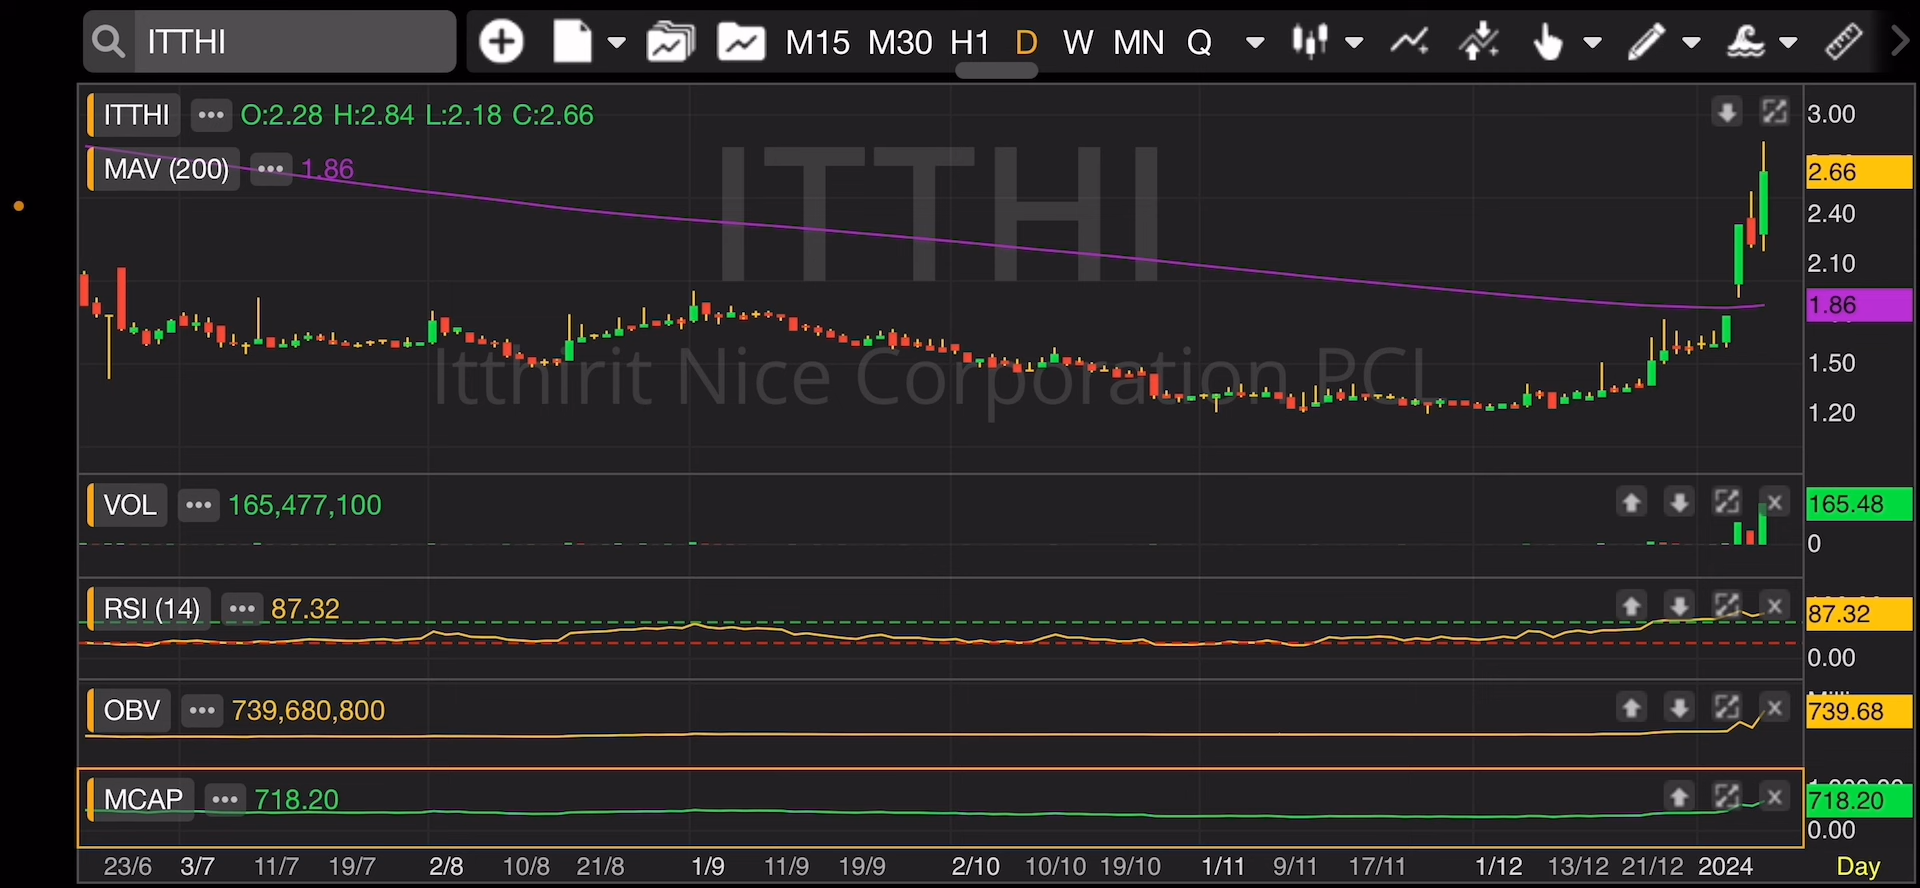 ITTHI
M15 M30 H1 D W MN Q
ITTHI ••• O:2.28 H:2.84 L:2.18 C:2.66
MAV (200) ••• 1.86
ITTHI
Itthirit Nice Corporation PCL
3.00
2.66
2.40
2.10
1.86
1.50
1.20
VOL ••• 165,477,100
165.48
0
RSI (14) ••• 87.32
87.32
0.00
OBV ••• 739,680,800
739.68
MCAP ••• 718.20
718.20
0.00
23/6 3/7 11/7 19/7 2/8 10/8 21/8 1/9 11/9 19/9 2/10 10/10 19/10 1/11 9/11 17/11 1/12 13/12 21/12 2024 Day